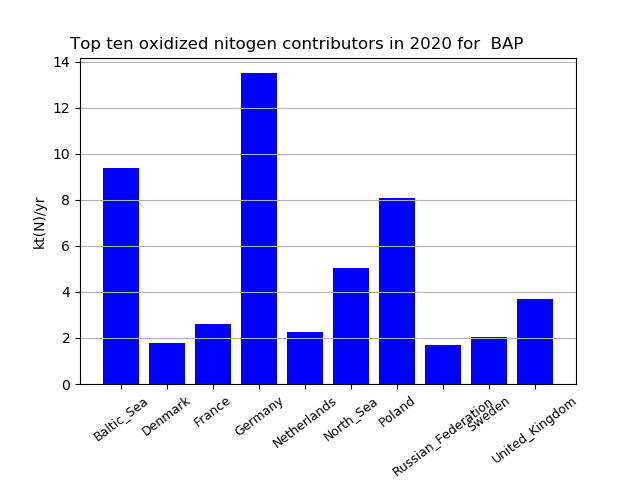 Top ten oxidized nitogen contributors in 2020 for  BAP
14
12
10
8
6
4
2
0
kt(N)/yr
Baltic_Sea
Denmark
France
Germany
Netherlands
North_Sea
Poland
Russian_Federation
Sweden
United_Kingdom